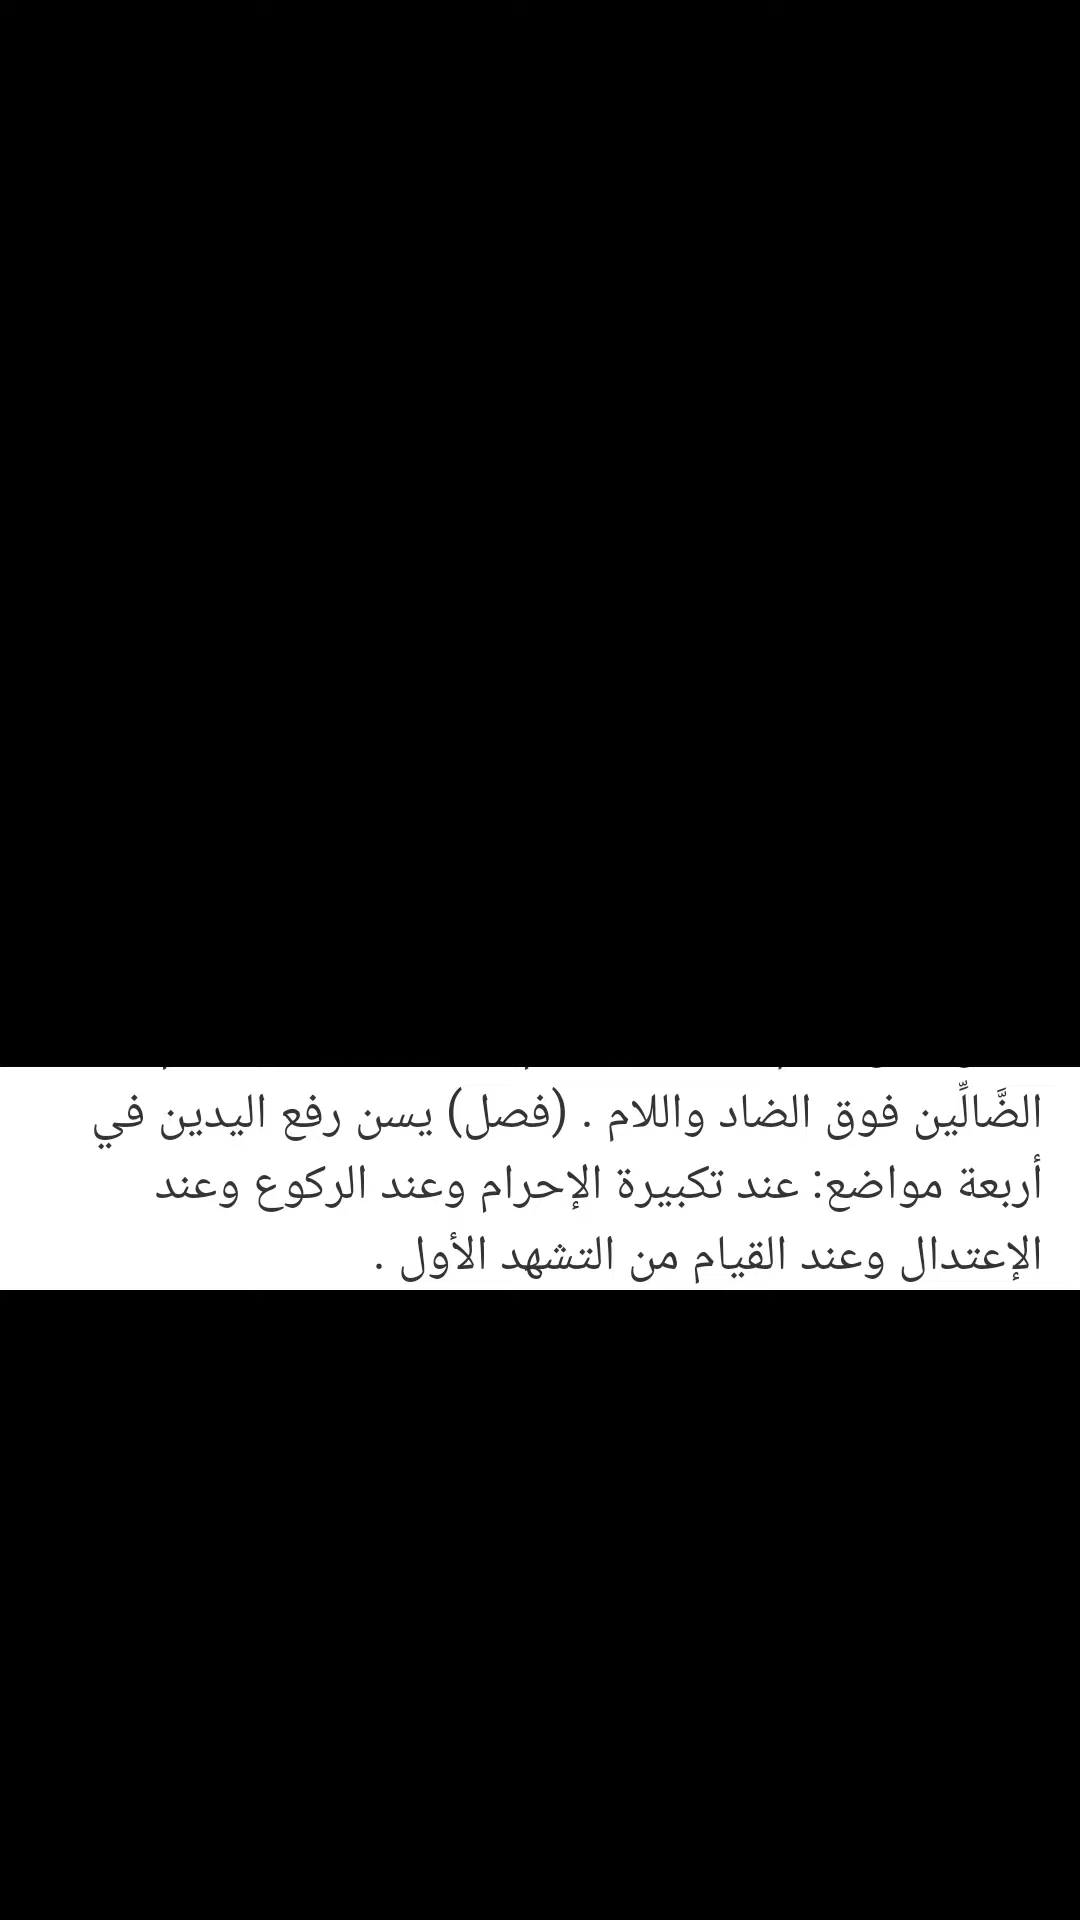 الضَّالِّين فوق الضاد واللام . (فصل) يسن رفع اليدين في
أربعة مواضع: عند تكبيرة الإحرام وعند الركوع وعند
الإعتدال وعند القيام من التشهد الأول .